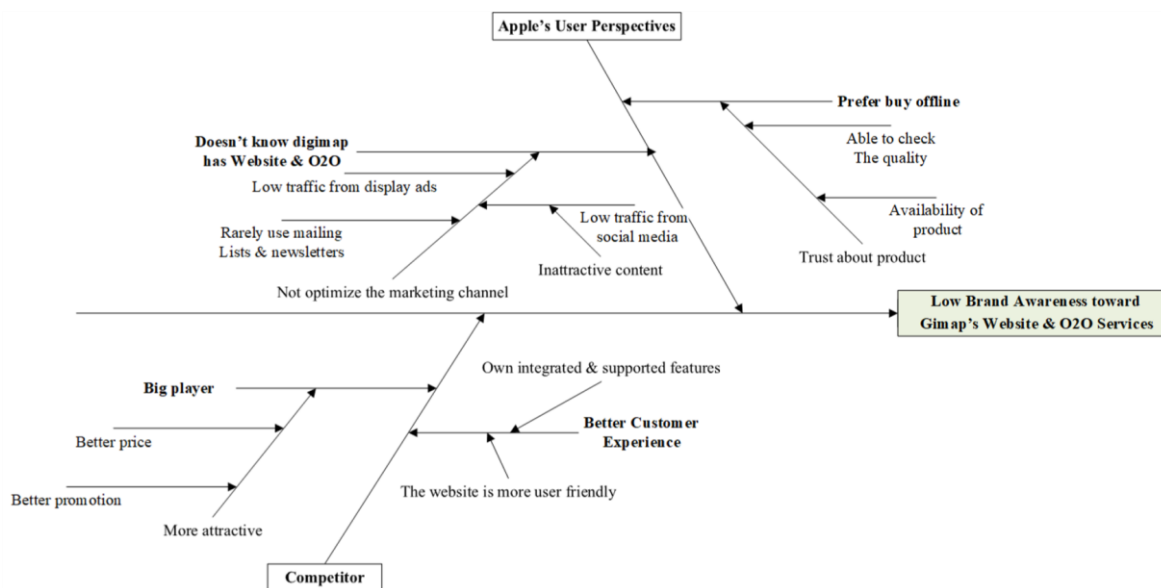 Apple's User Perspectives
Prefer buy offline
Able to check
The quality
Doesn't know digimap
has Website & O2O
Low traffic from display ads
Availability of
product
Low traffic from
social media
Rarely use mailing
Lists & newsletters
Trust about product
Inattractive content
Not optimize the marketing channel
Low Brand Awareness toward
Gimap's Website & O2O Services
Own integrated & supported features
Big player
Better Customer
Experience
Better price
The website is more user friendly
Better promotion
More attractive
Competitor